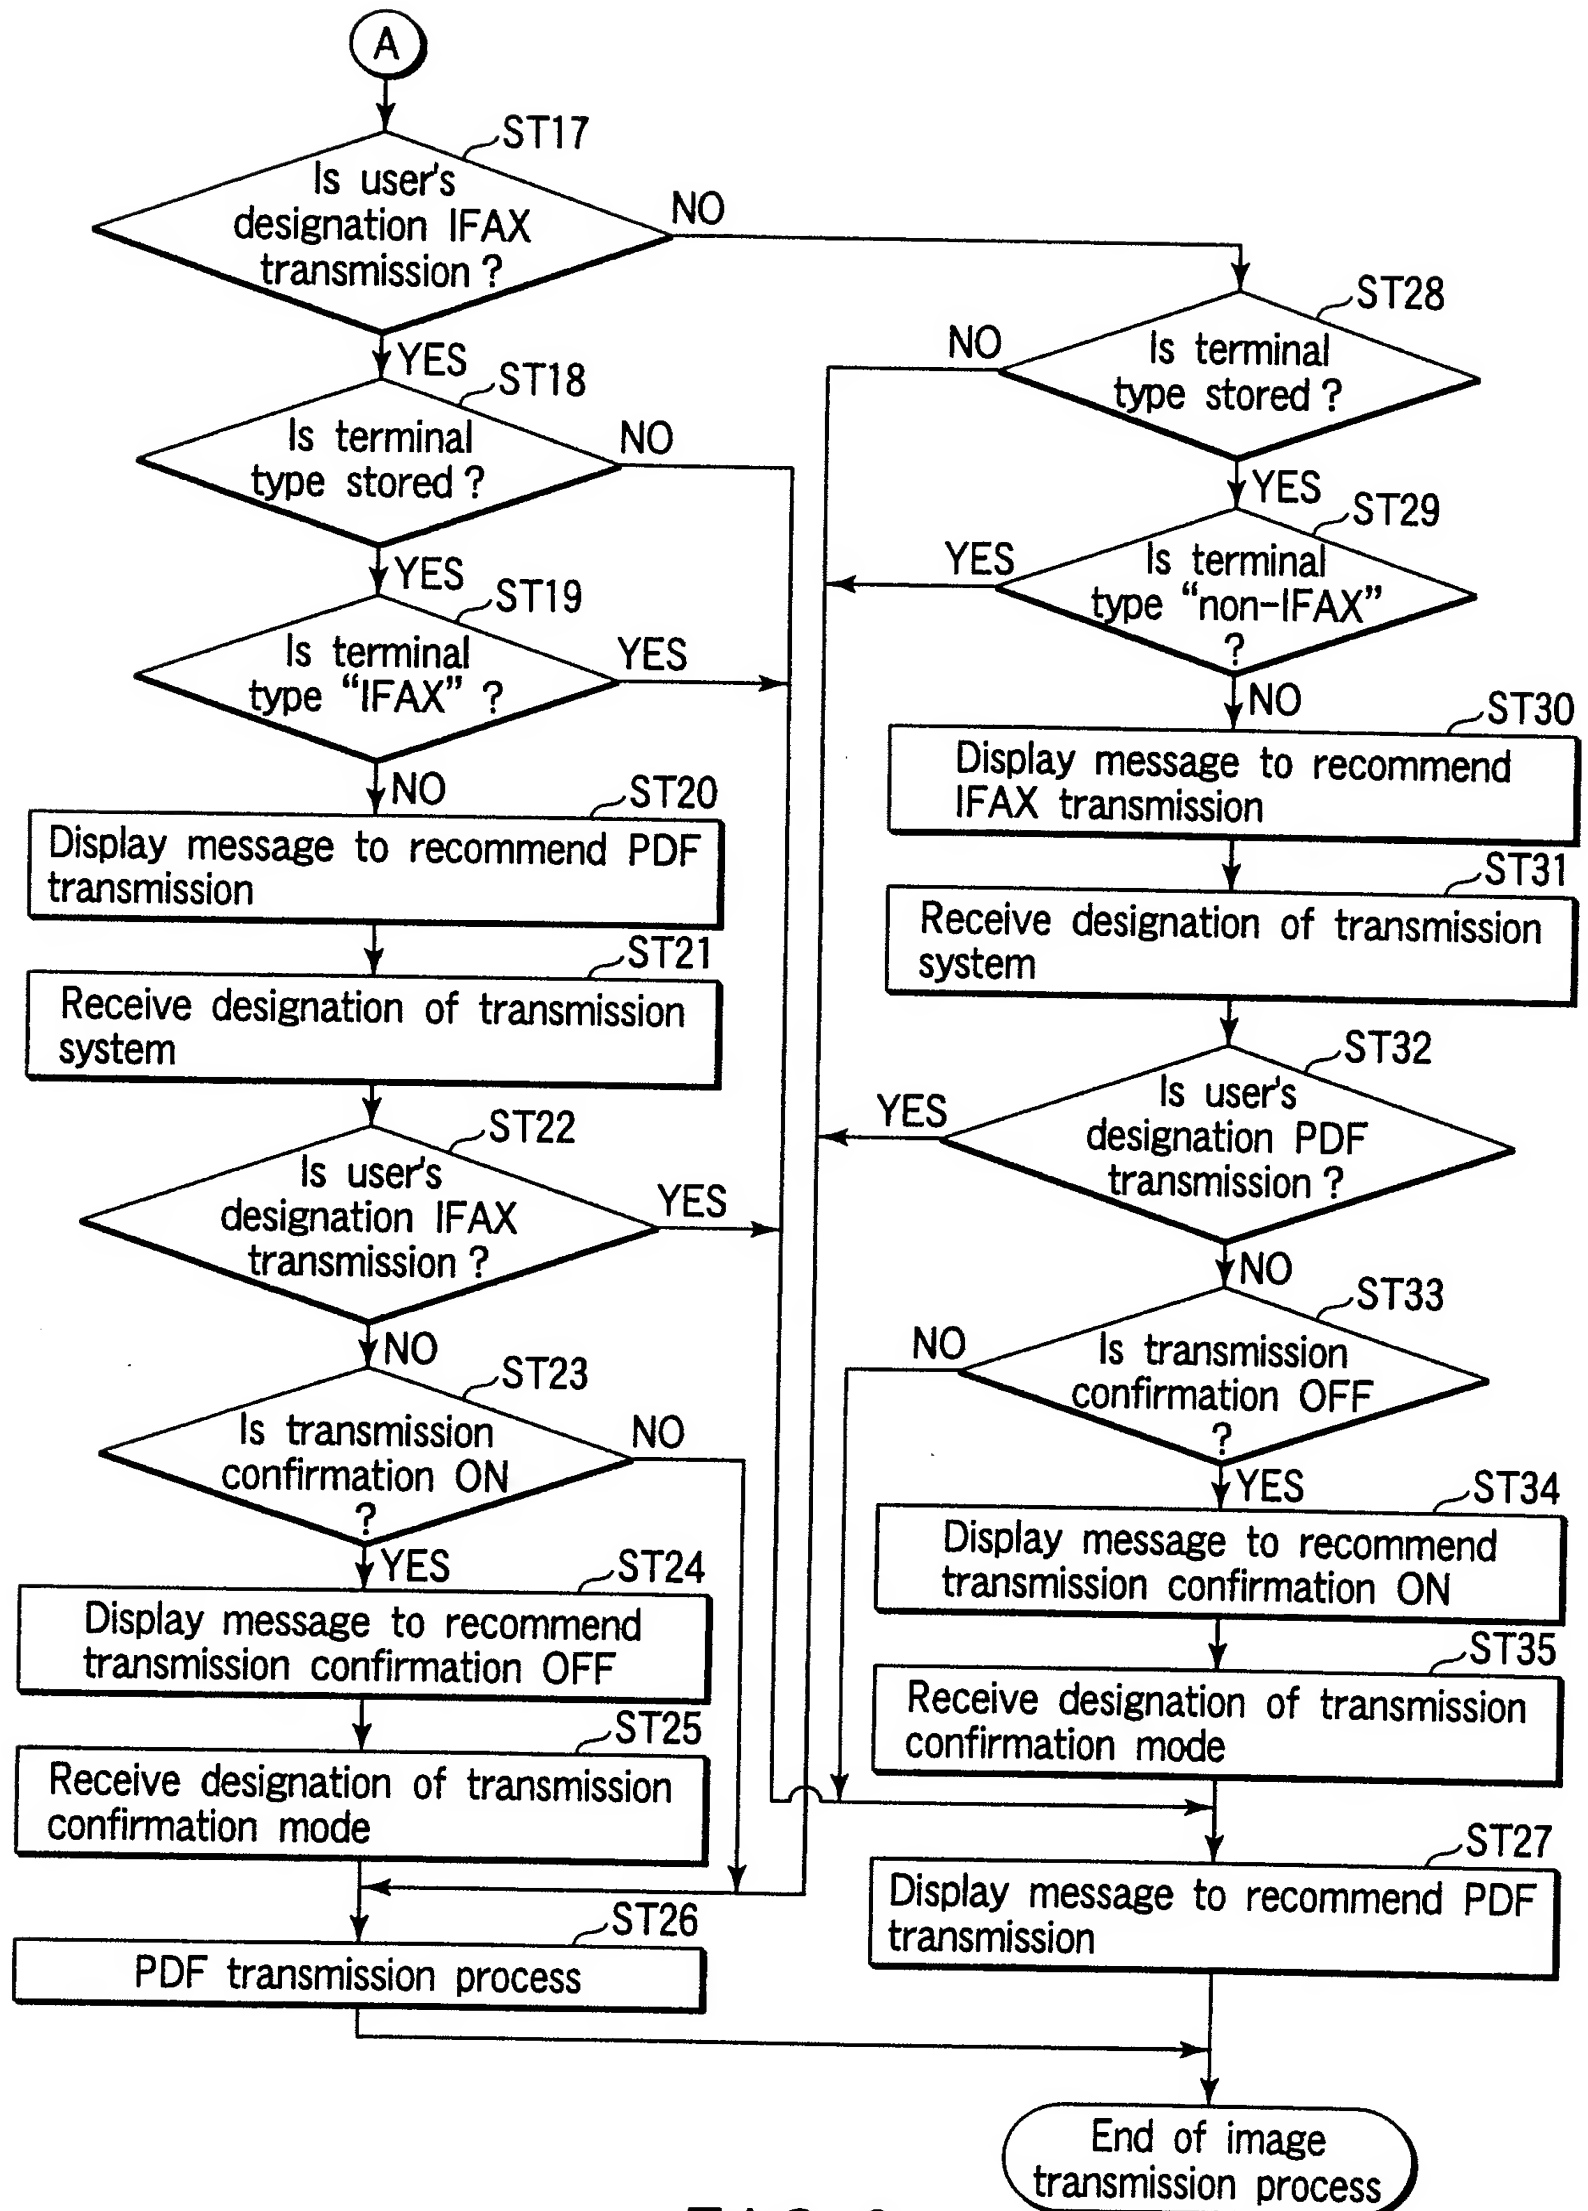 A
ST17
Is user's
designation IFAX
transmission ?
NO
YES
ST18
Is terminal
type stored ?
NO
YES
ST19
Is terminal
type “IFAX” ?
YES
NO
ST20
Display message to recommend PDF
transmission
ST21
Receive designation of transmission
system
ST22
Is user's
designation IFAX
transmission ?
YES
NO
ST23
Is transmission
confirmation ON
?
NO
YES
ST24
Display message to recommend
transmission confirmation OFF
ST25
Receive designation of transmission
confirmation mode
ST26
PDF transmission process
ST28
Is terminal
type stored ?
NO
YES
ST29
Is terminal
type “non-IFAX”
?
YES
NO
ST30
Display message to recommend
IFAX transmission
ST31
Receive designation of transmission
system
ST32
Is user's
designation PDF
transmission ?
YES
NO
ST33
Is transmission
confirmation OFF
?
NO
YES
ST34
Display message to recommend
transmission confirmation ON
ST35
Receive designation of transmission
confirmation mode
ST27
Display message to recommend PDF
transmission
End of image
transmission process